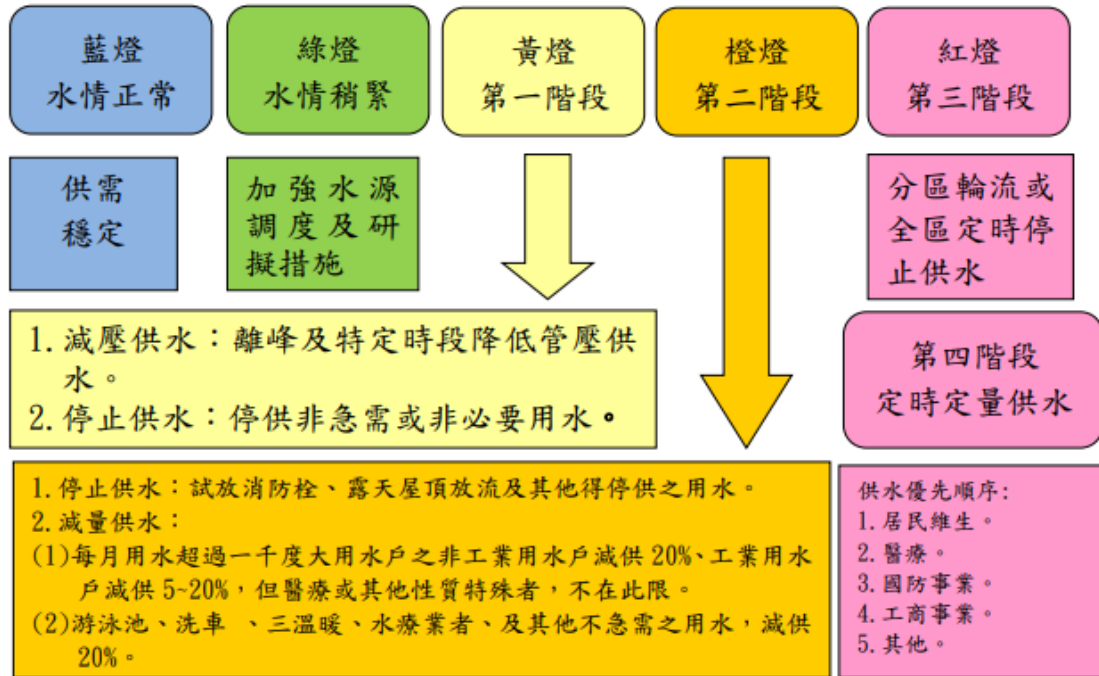 藍燈
水情正常
綠燈
水情稍緊
黃燈
第一階段
橙燈
第二階段
紅燈
第三階段
供需
穩定
加強水源
調度及研
擬措施
分區輪流或
全區定時停
止供水
1.減壓供水：離峰及特定時段降低管壓供
水。
2.停止供水：停供非急需或非必要用水。
第四階段
定時定量供水
1.停止供水：試放消防栓、露天屋頂放流及其他得停供之用水。
2.減量供水：
(1)每月用水超過一千度大用水戶之非工業用水戶減供 20%、工業用水
戶減供 5~20%，但醫療或其他性質特殊者，不在此限。
(2)游泳池、洗車 、三溫暖、水療業者、及其他不急需之用水，減供
20%。
供水優先順序:
1.居民維生。
2.醫療。
3.國防事業。
4.工商事業。
5.其他。